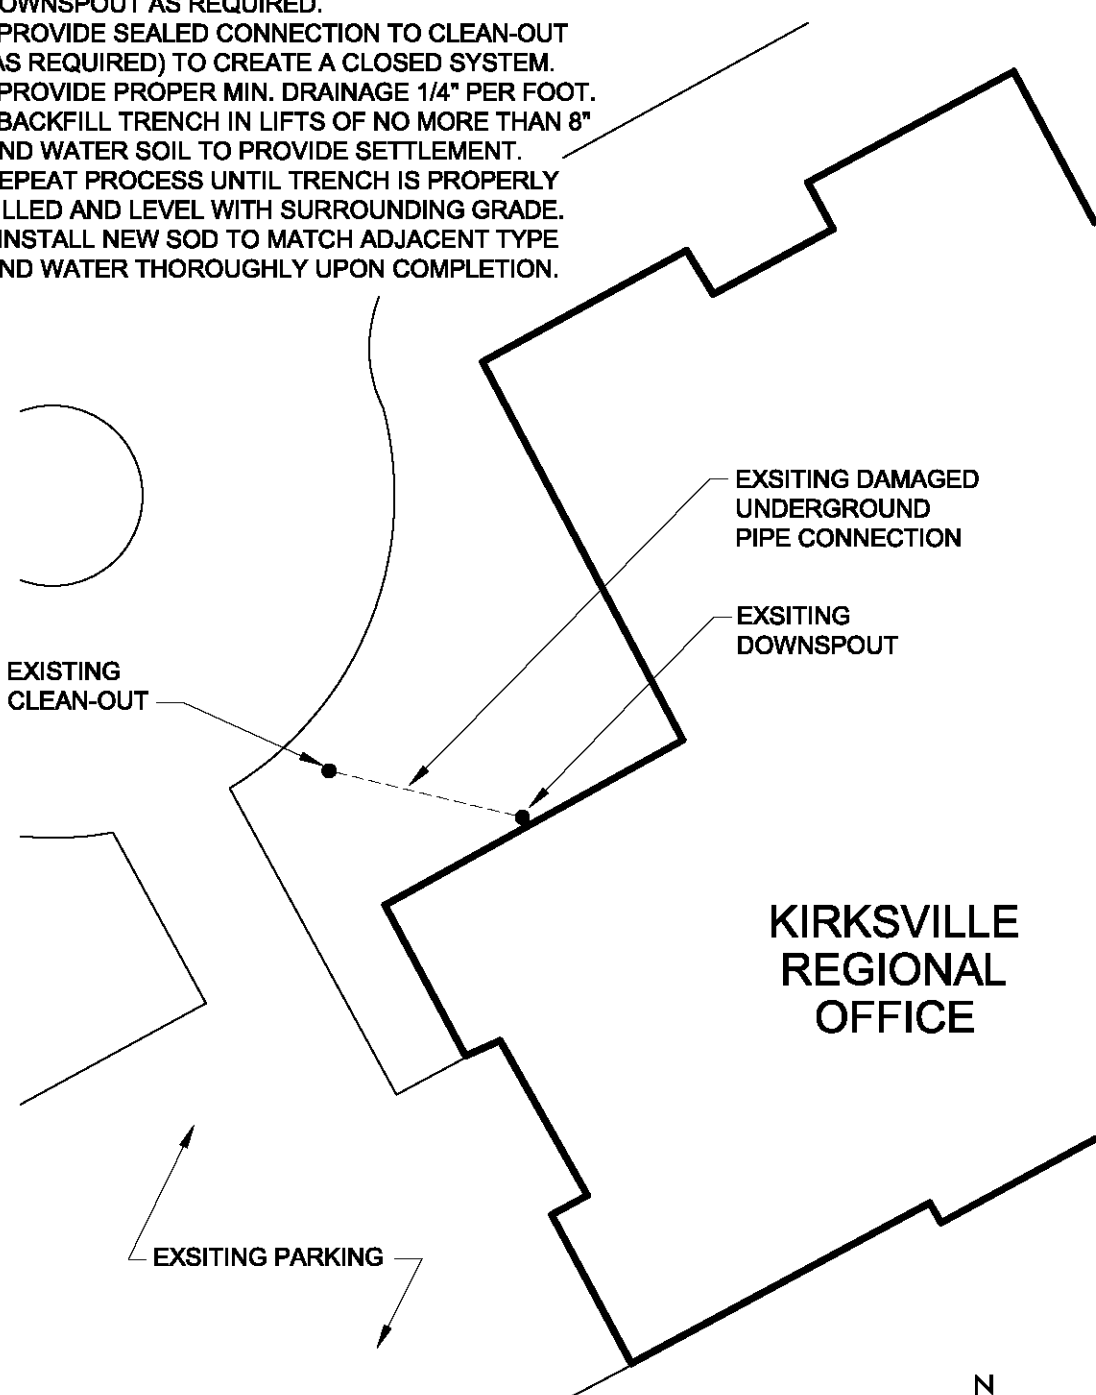 OWNSPOUT AS REQUIRED.
PROVIDE SEALED CONNECTION TO CLEAN-OUT
AS REQUIRED) TO CREATE A CLOSED SYSTEM.
PROVIDE PROPER MIN. DRAINAGE 1/4" PER FOOT.
BACKFILL TRENCH IN LIFTS OF NO MORE THAN 8"
ND WATER SOIL TO PROVIDE SETTLEMENT.
EPEAT PROCESS UNTIL TRENCH IS PROPERLY
LLED AND LEVEL WITH SURROUNDING GRADE.
INSTALL NEW SOD TO MATCH ADJACENT TYPE
ND WATER THOROUGHLY UPON COMPLETION.
EXSITING DAMAGED
UNDERGROUND
PIPE CONNECTION
EXSITING
DOWNSPOUT
EXISTING
CLEAN-OUT
KIRKSVILLE
REGIONAL
OFFICE
EXSITING PARKING
N